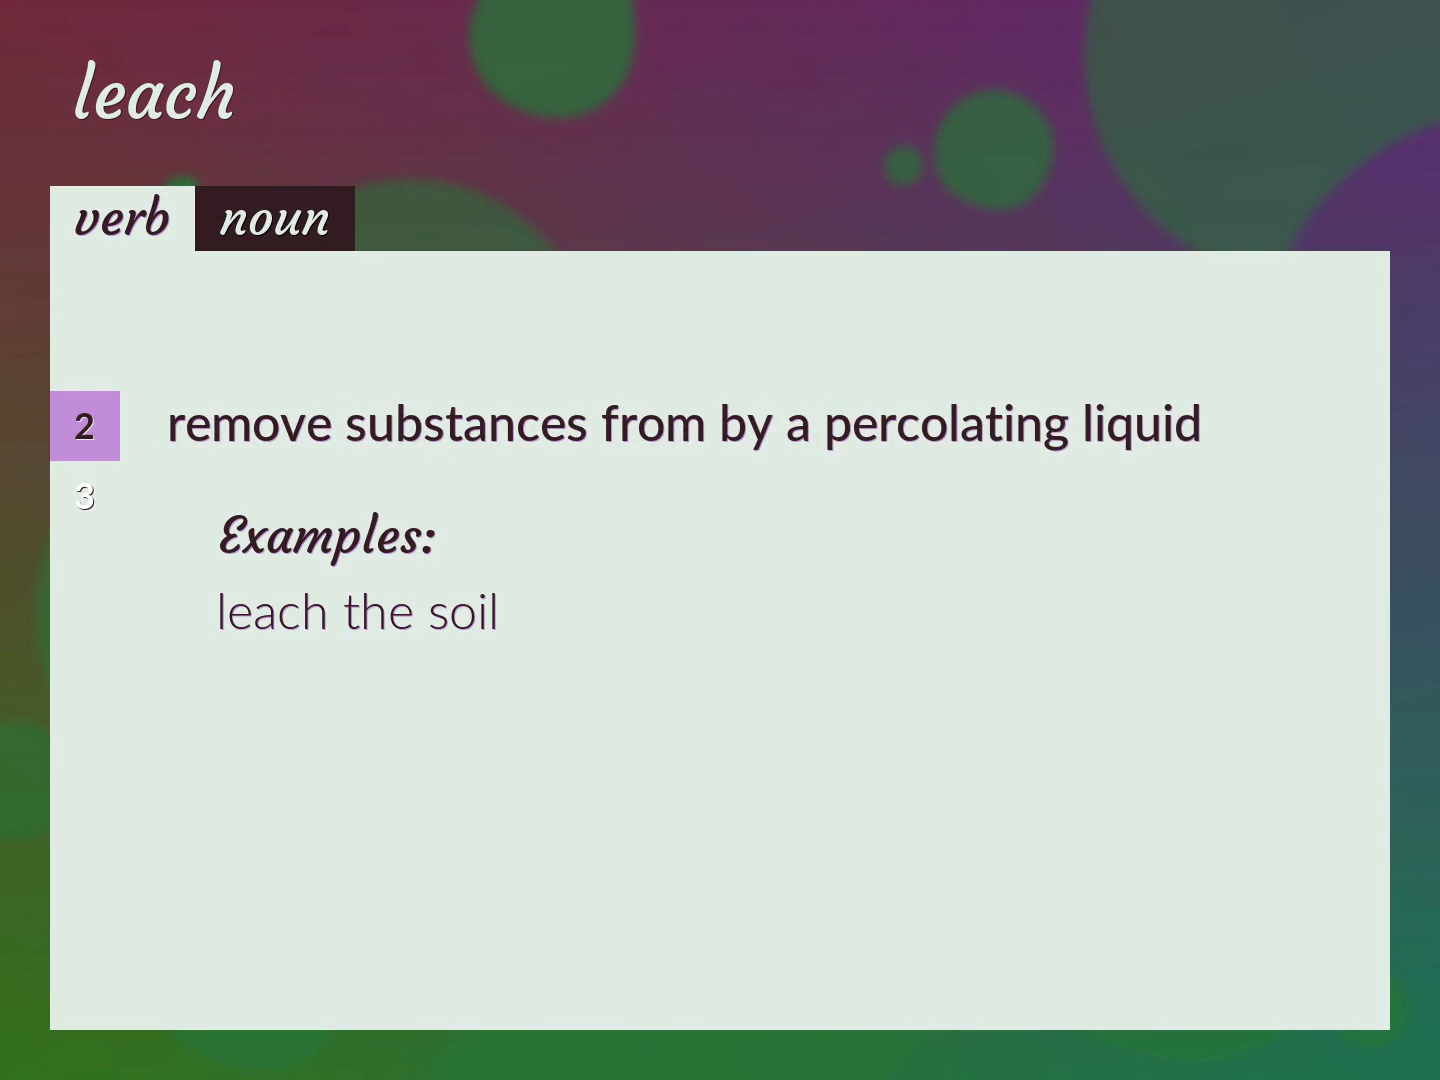 leach
verb noun
2 remove substances from by a percolating liquid
3
Examples:
leach the soil